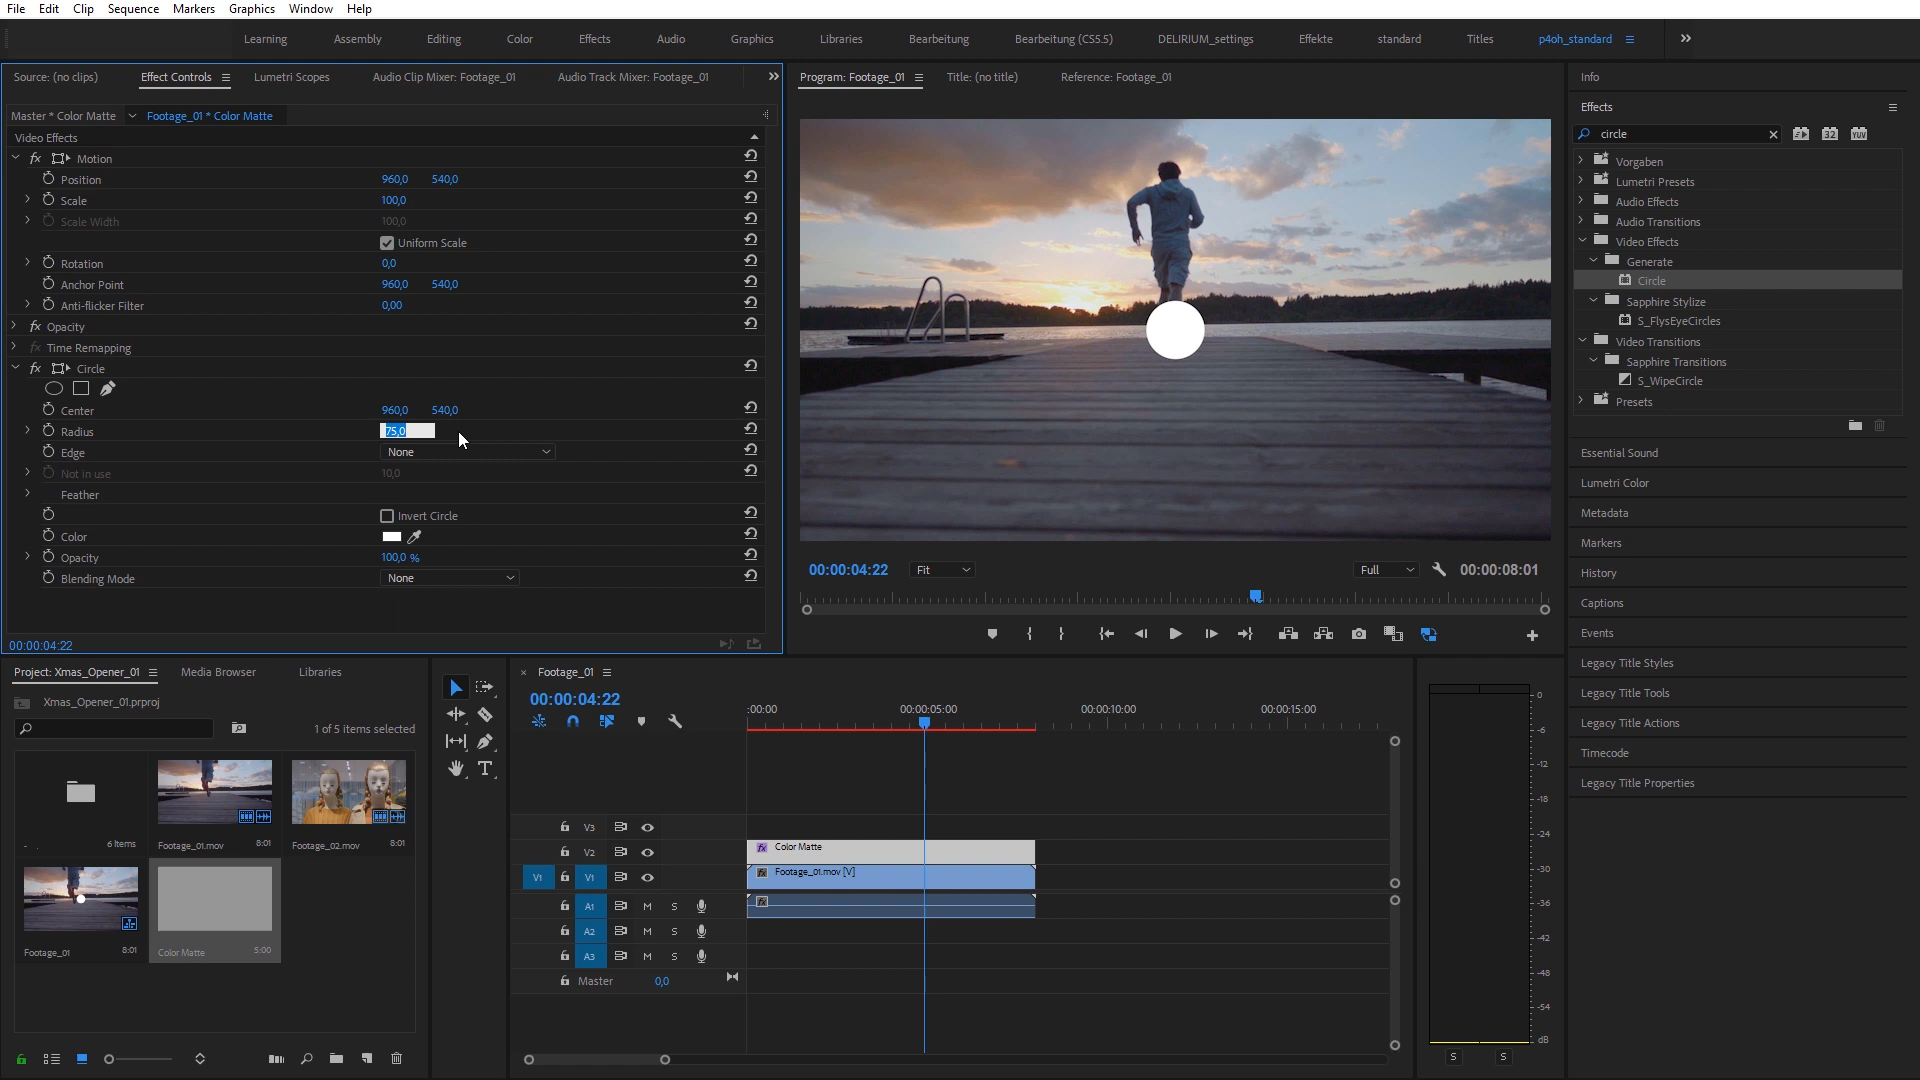 File Edit Clip Sequence Markers Graphics Window Help
Learning Assembly Editing Color Effects Audio Graphics Libraries Bearbeitung Bearbeitung (CS5.5) DELIRIUM_settings Effekte standard Titles p4oh_standard
Source: (no clips) Effect Controls Lumetri Scopes Audio Clip Mixer: Footage_01 Audio Track Mixer: Footage_01
Master * Color Matte Footage_01 * Color Matte
Video Effects
fx Motion
Position 960,0 540,0
Scale 100,0
Scale Width 100,0
Uniform Scale
Rotation 0,0
Anchor Point 960,0 540,0
Anti-flicker Filter 0,00
fx Opacity
fx Time Remapping
fx Circle
Center 960,0 540,0
Radius 75,0
Edge None
Not in use 10,0
Feather
Invert Circle
Color
Opacity 100,0 %
Blending Mode None
00:00:04:22
Program: Footage_01 Title: (no title) Reference: Footage_01
00:00:04:22 Fit Full 00:00:08:01
Info
Effects
circle
32 YUV
Vorgaben
Lumetri Presets
Audio Effects
Audio Transitions
Video Effects
Generate
Circle
Sapphire Stylize
S_FlysEyeCircles
Video Transitions
Sapphire Transitions
S_WipeCircle
Presets
Essential Sound
Lumetri Color
Metadata
Markers
History
Captions
Events
Legacy Title Styles
Legacy Title Tools
Legacy Title Actions
Timecode
Legacy Title Properties
Project: Xmas_Opener_01 Media Browser Libraries
Xmas_Opener_01.prproj
1 of 5 items selected
6 Items
Footage_01.mov 8:01
Footage_02.mov 8:01
Footage_01 8:01
Color Matte 5:00
× Footage_01
00:00:04:22
:00:00 00:00:05:00 00:00:10:00 00:00:15:00
V3
V2 fx Color Matte
V1 V1 fx Footage_01.mov [V]
A1 M S fx
A2 M S
A3 M S
Master 0,0
0
-6
-12
-18
-24
-30
-36
-42
-48
-54
dB
S S